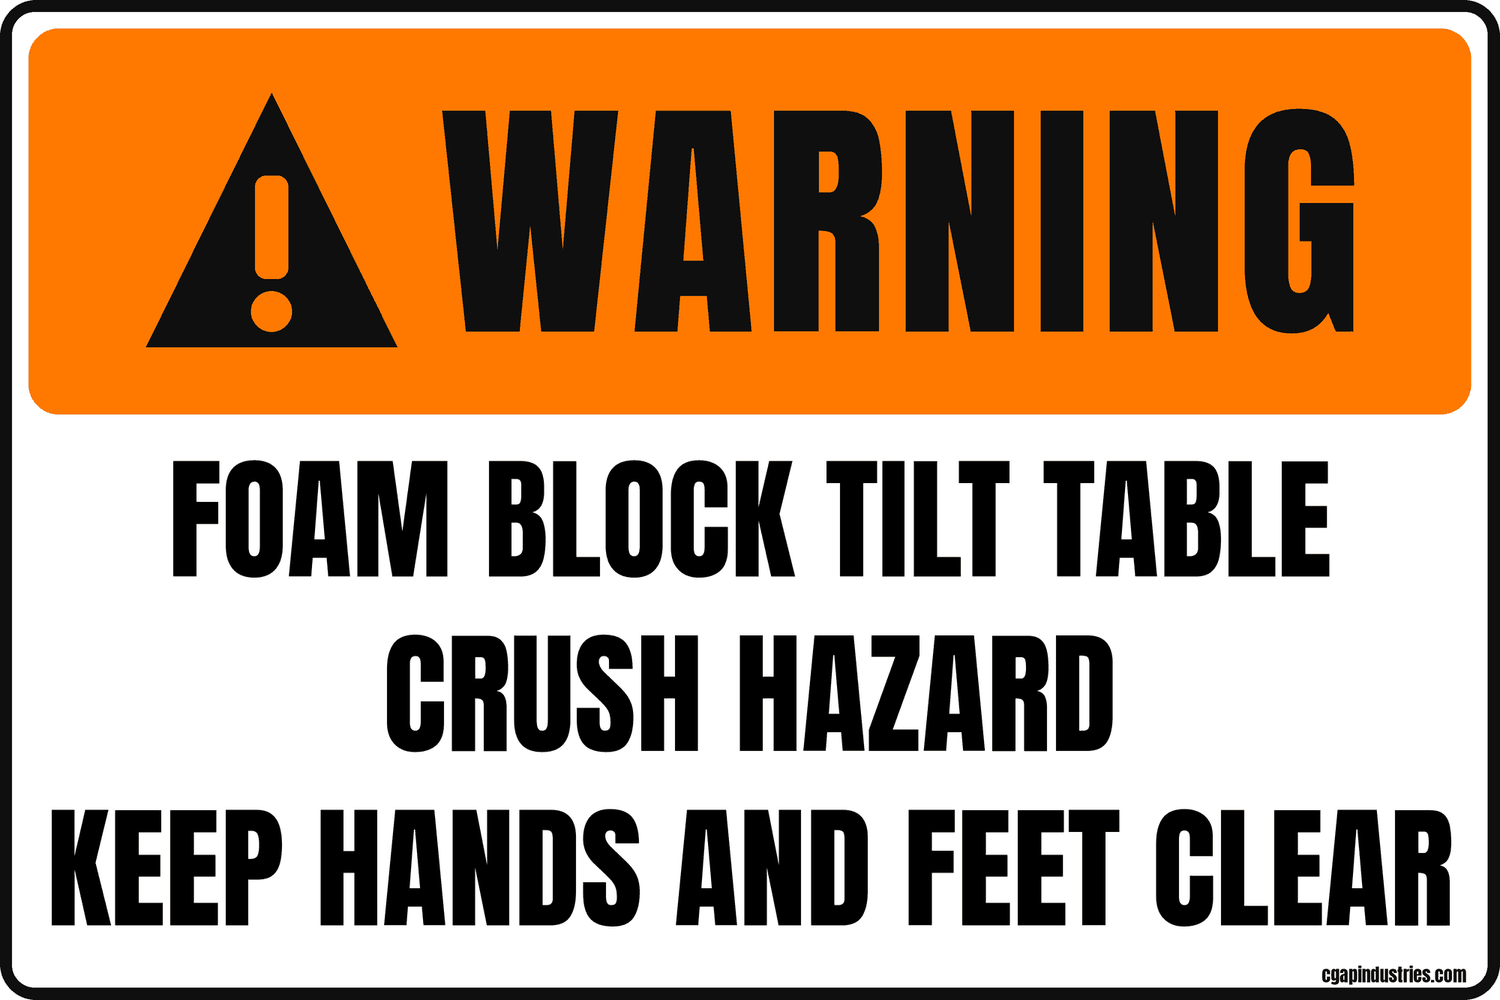 WARNING
FOAM BLOCK TILT TABLE
CRUSH HAZARD
KEEP HANDS AND FEET CLEAR
cgapindustries.com